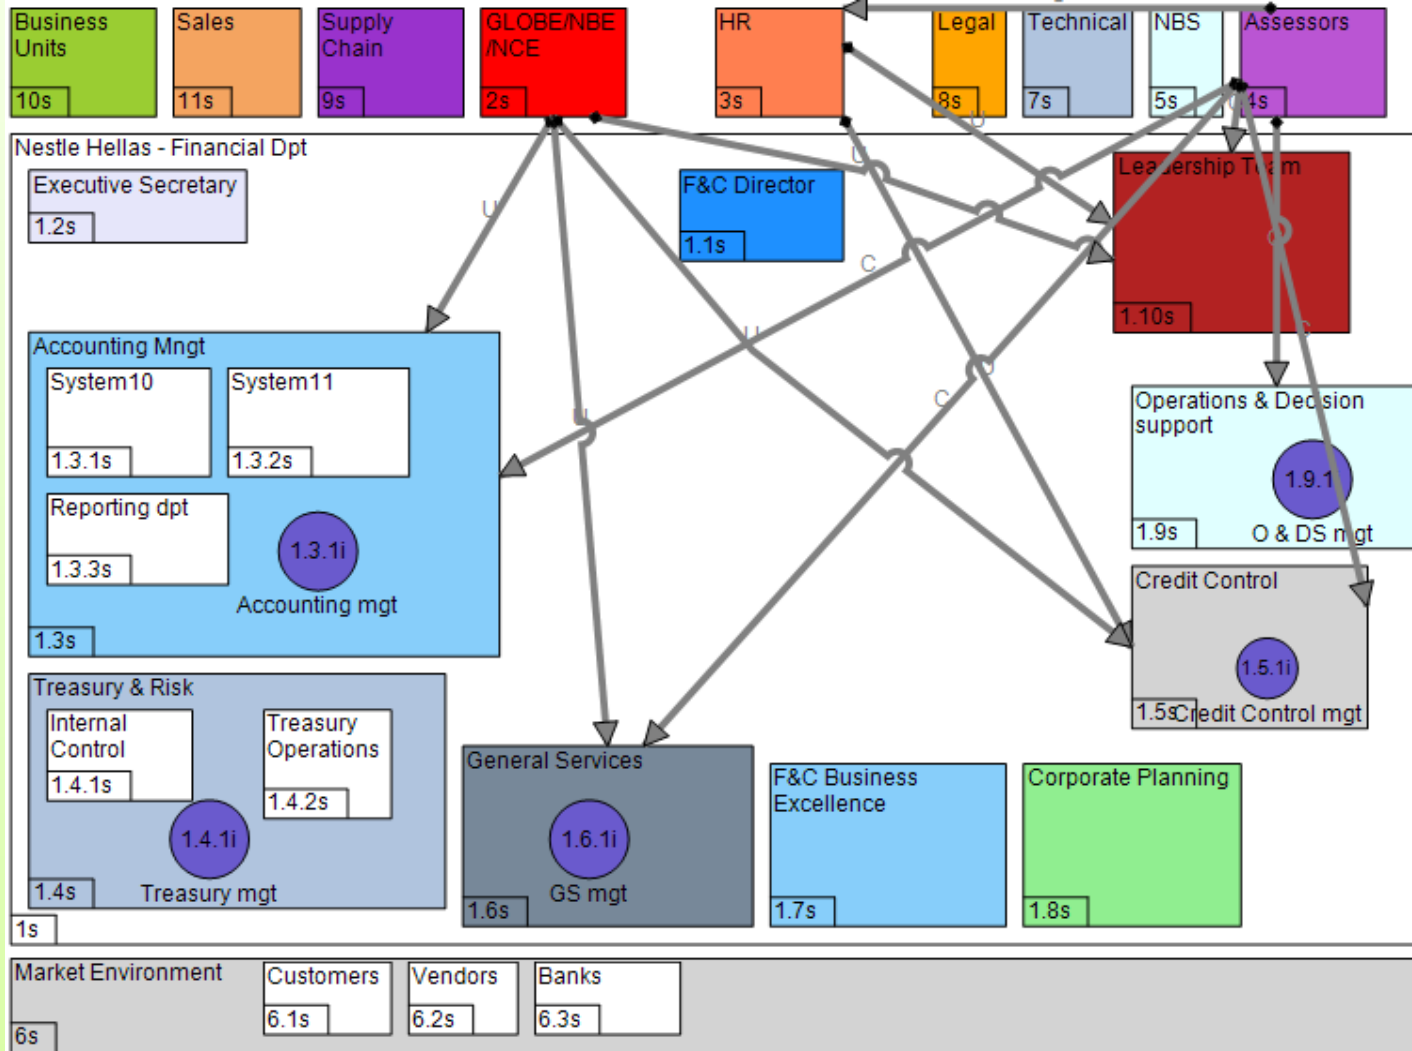 Business
Units
10s
Sales
11s
Supply
Chain
9s
GLOBE/NBE
/NCE
2s
HR
3s
Legal
8s
Technical
7s
NBS
5s
Assessors
4s
Nestle Hellas - Financial Dpt
Executive Secretary
1.2s
F&C Director
1.1s
Leadership Team
1.10s
U
U
U
C
U
U
U
C
C
C
Accounting Mngt
System10
1.3.1s
System11
1.3.2s
Reporting dpt
1.3.3s
1.3.1i
Accounting mgt
1.3s
Operations & Decision
support
1.9.1
1.9s
O & DS mgt
Credit Control
1.5.1i
1.5s
Credit Control mgt
Treasury & Risk
Internal
Control
1.4.1s
Treasury
Operations
1.4.2s
1.4.1i
1.4s
Treasury mgt
General Services
1.6.1i
1.6s
GS mgt
F&C Business
Excellence
1.7s
Corporate Planning
1.8s
1s
Market Environment
Customers
6.1s
Vendors
6.2s
Banks
6.3s
6s